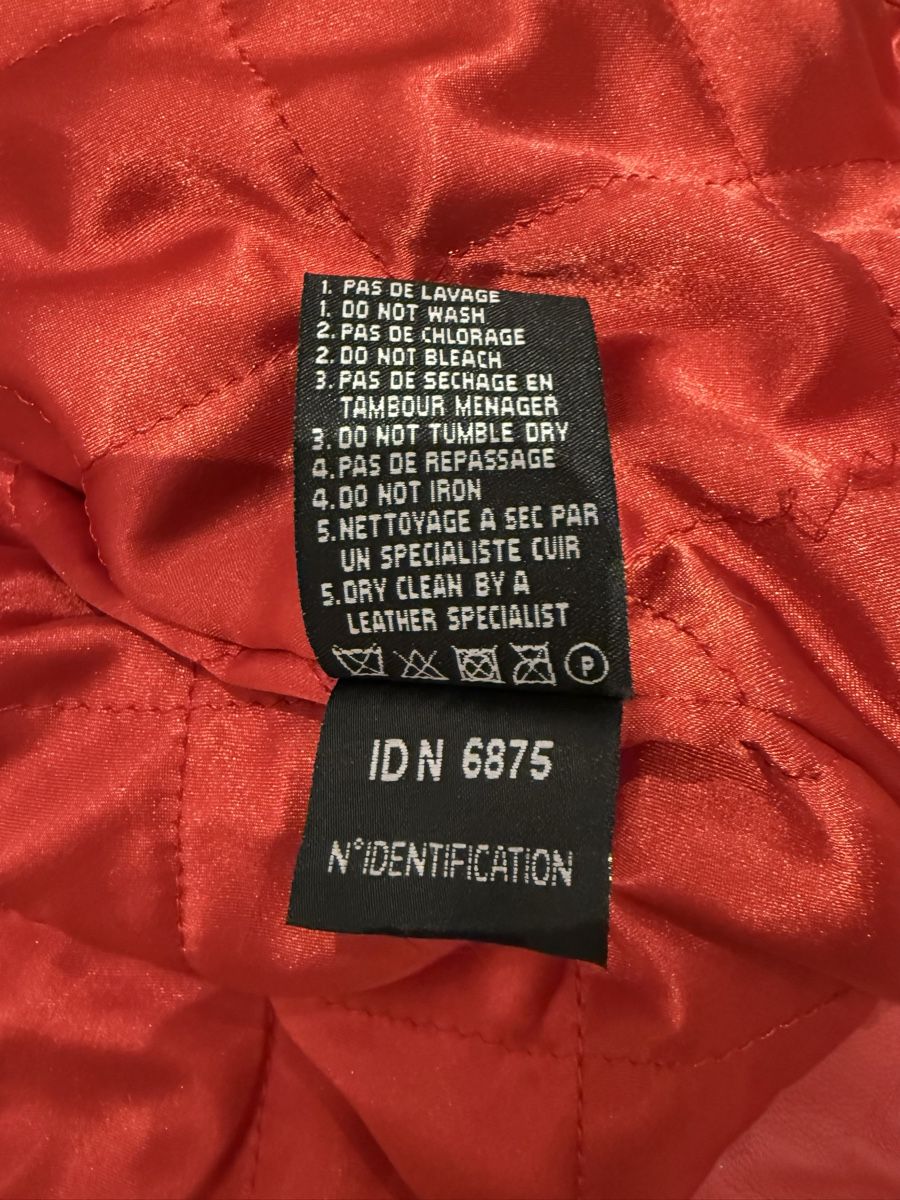 1. PAS DE LAVAGE
1. DO NOT WASH
2. PAS DE CHLORAGE
2. DO NOT BLEACH
3. PAS DE SECHAGE EN
TAMBOUR MENAGER
3. DO NOT TUMBLE DRY
4. PAS DE REPASSAGE
4. DO NOT IRON
5. NETTOYAGE A SEC PAR
UN SPECIALISTE CUIR
5. DRY CLEAN BY A
LEATHER SPECIALIST
P
ID N 6875
N°IDENTIFICATION